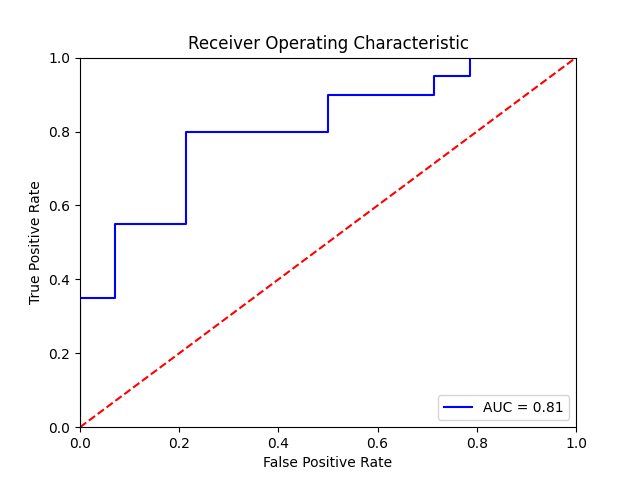 Receiver Operating Characteristic
1.0
0.8
0.6
0.4
0.2
0.0
True Positive Rate
AUC = 0.81
0.0 0.2 0.4 0.6 0.8 1.0
False Positive Rate